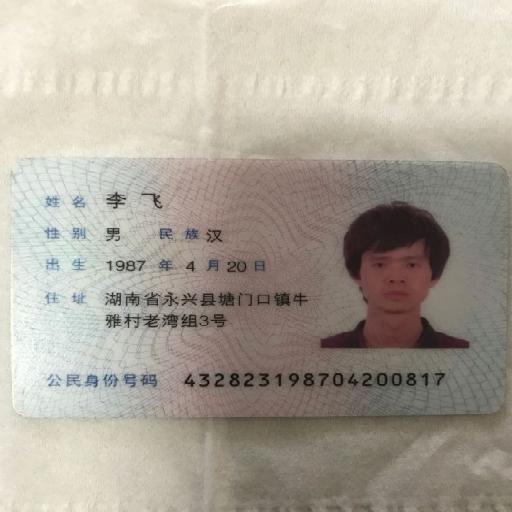 姓名 李飞
性别 男 民族 汉
出生 1987 年 4 月 20 日
住址 湖南省永兴县塘门口镇牛
雅村老湾组3号
公民身份号码 432823198704200817